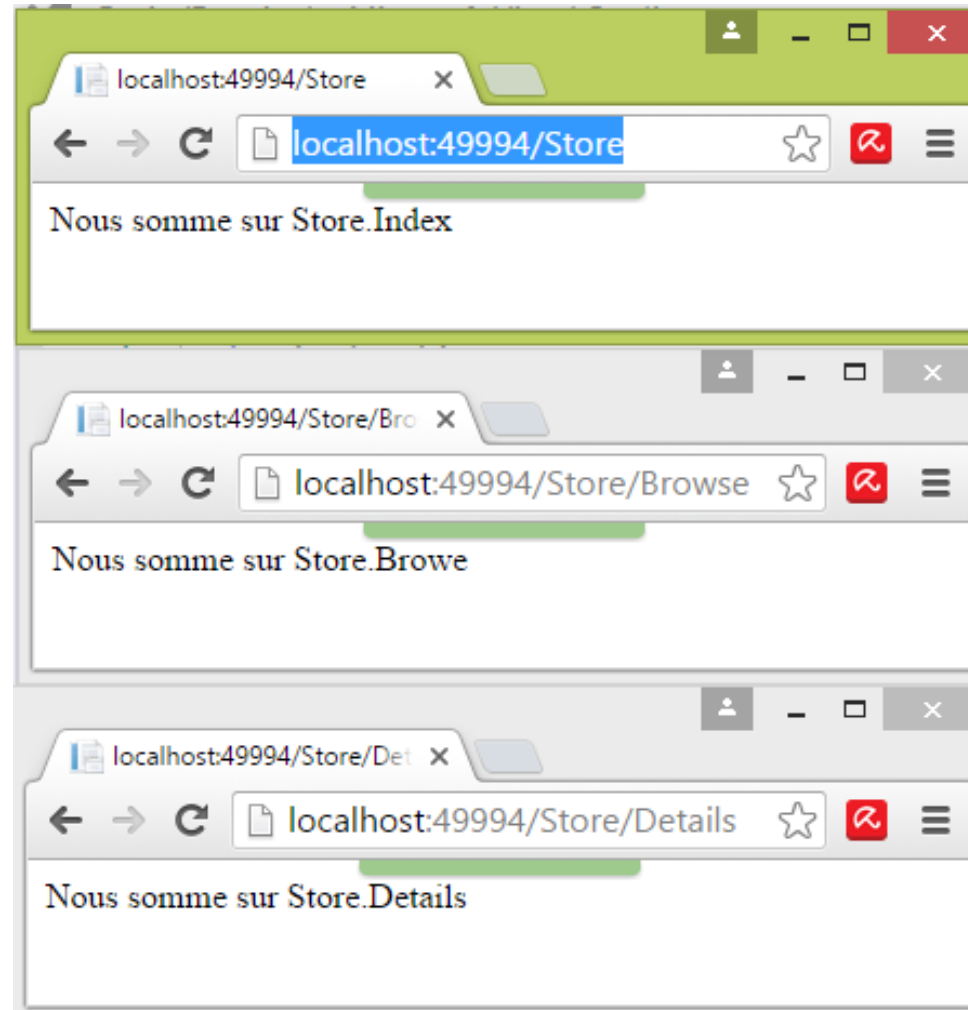 localhost:49994/Store
localhost:49994/Store
Nous somme sur Store.Index
localhost:49994/Store/Bro
localhost:49994/Store/Browse
Nous somme sur Store.Browe
localhost:49994/Store/Det
localhost:49994/Store/Details
Nous somme sur Store.Details